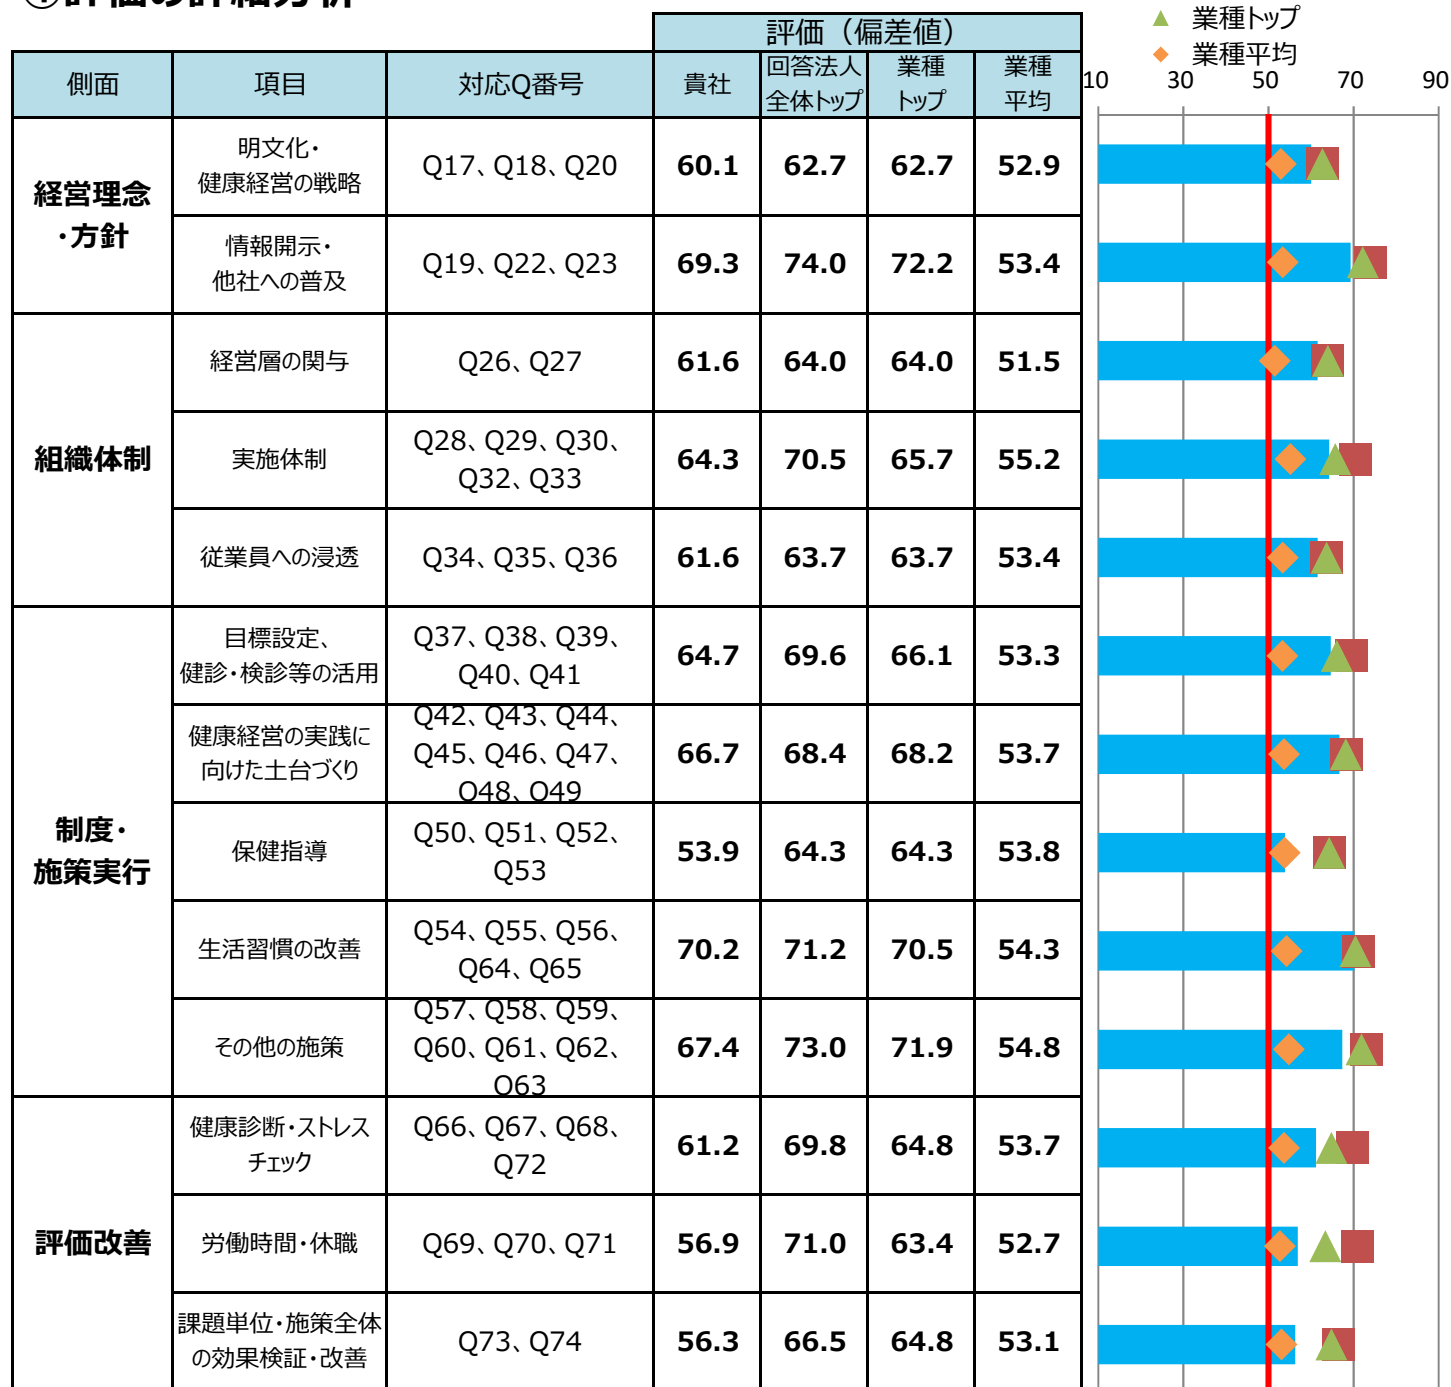 ①評価の詳細分析
▲ 業種トップ
◆ 業種平均
評価（偏差値）
側面 項目 対応Q番号 貴社 回答法人 業種 業種
全体トップ トップ 平均
10 30 50 70 90
経営理念
・方針
明文化・
健康経営の戦略
Q17、Q18、Q20 60.1 62.7 62.7 52.9
情報開示・
他社への普及
Q19、Q22、Q23 69.3 74.0 72.2 53.4
組織体制
経営層の関与 Q26、Q27 61.6 64.0 64.0 51.5
実施体制
Q28、Q29、Q30、
Q32、Q33
64.3 70.5 65.7 55.2
従業員への浸透 Q34、Q35、Q36 61.6 63.7 63.7 53.4
制度・
施策実行
目標設定、
健診・検診等の活用
Q37、Q38、Q39、
Q40、Q41
64.7 69.6 66.1 53.3
健康経営の実践に
向けた土台づくり
Q42、Q43、Q44、
Q45、Q46、Q47、
Q48、Q49
66.7 68.4 68.2 53.7
保健指導
Q50、Q51、Q52、
Q53
53.9 64.3 64.3 53.8
生活習慣の改善
Q54、Q55、Q56、
Q64、Q65
70.2 71.2 70.5 54.3
その他の施策
Q57、Q58、Q59、
Q60、Q61、Q62、
Q63
67.4 73.0 71.9 54.8
評価改善
健康診断・ストレス
チェック
Q66、Q67、Q68、
Q72
61.2 69.8 64.8 53.7
労働時間・休職 Q69、Q70、Q71 56.9 71.0 63.4 52.7
課題単位・施策全体
の効果検証・改善
Q73、Q74 56.3 66.5 64.8 53.1